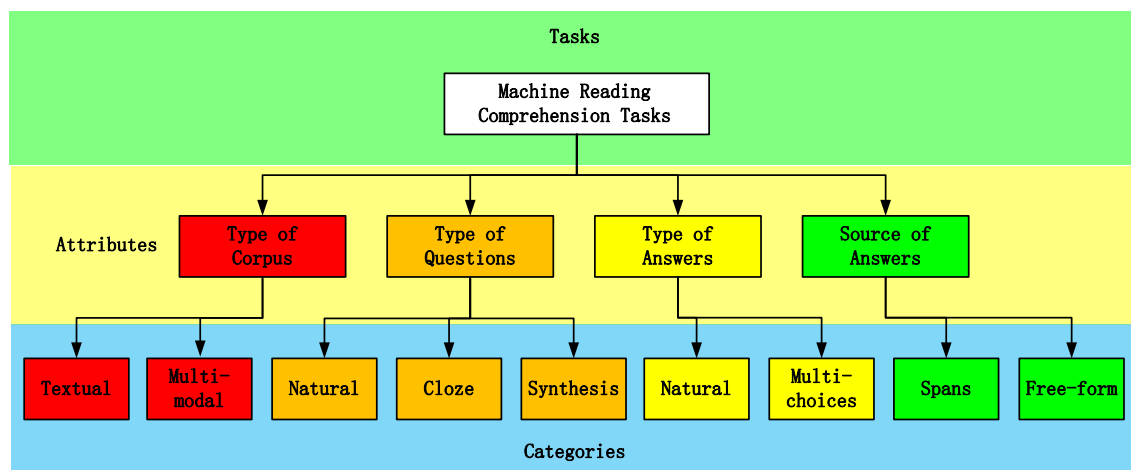 Tasks
Machine Reading
Comprehension Tasks
Attributes
Type of
Corpus
Type of
Questions
Type of
Answers
Source of
Answers
Textual
Multi-
modal
Natural
Cloze
Synthesis
Natural
Multi-
choices
Spans
Free-form
Categories